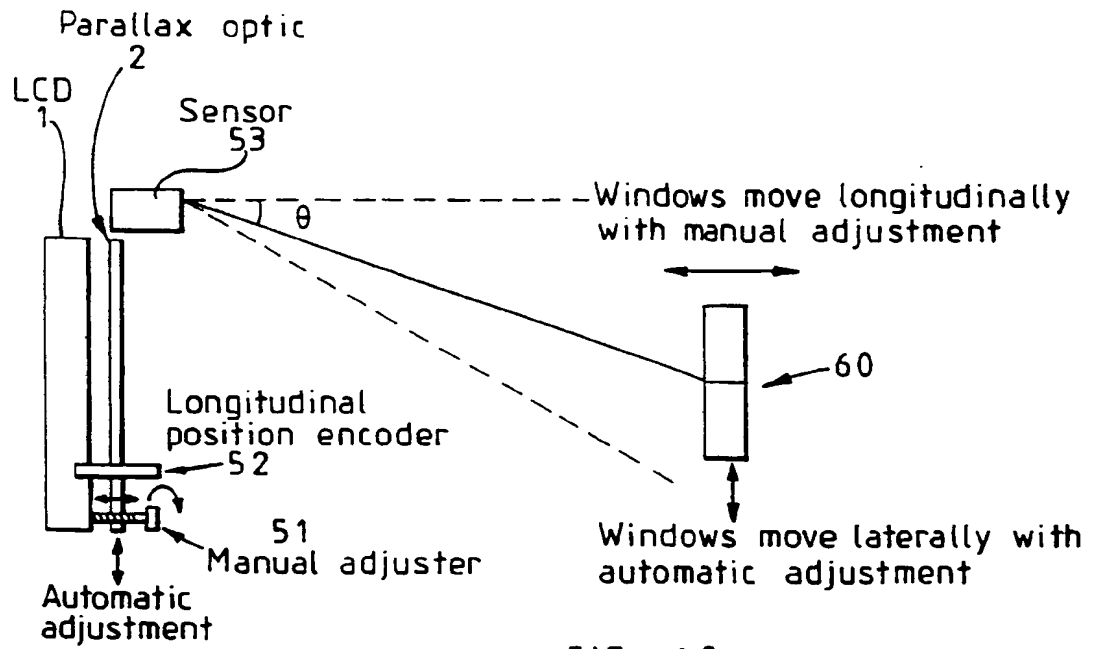 Parallax optic
2
LCD
1
Sensor
53
θ
Windows move longitudinally
with manual adjustment
60
Longitudinal
position encoder
52
51
Manual adjuster
Windows move laterally with
automatic adjustment
Automatic
adjustment